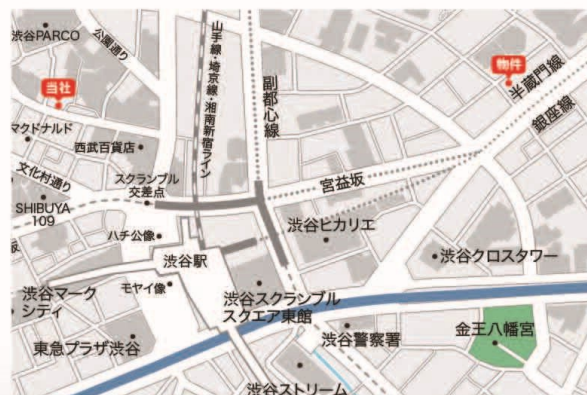 渋谷PARCO
公園通り
当社
マクドナルド
西武百貨店
文化村通り
スクランブル
交差点
SHIBUYA
109
ハチ公像
渋谷駅
モヤイ像
渋谷マーク
シティ
東急プラザ渋谷
山手線・埼京線・湘南新宿ライン
副都心線
宮益坂
渋谷ヒカリエ
渋谷スクランブル
スクエア東館
渋谷警察署
渋谷ストリーム
物件
半蔵門線
銀座線
渋谷クロスタワー
金王八幡宮